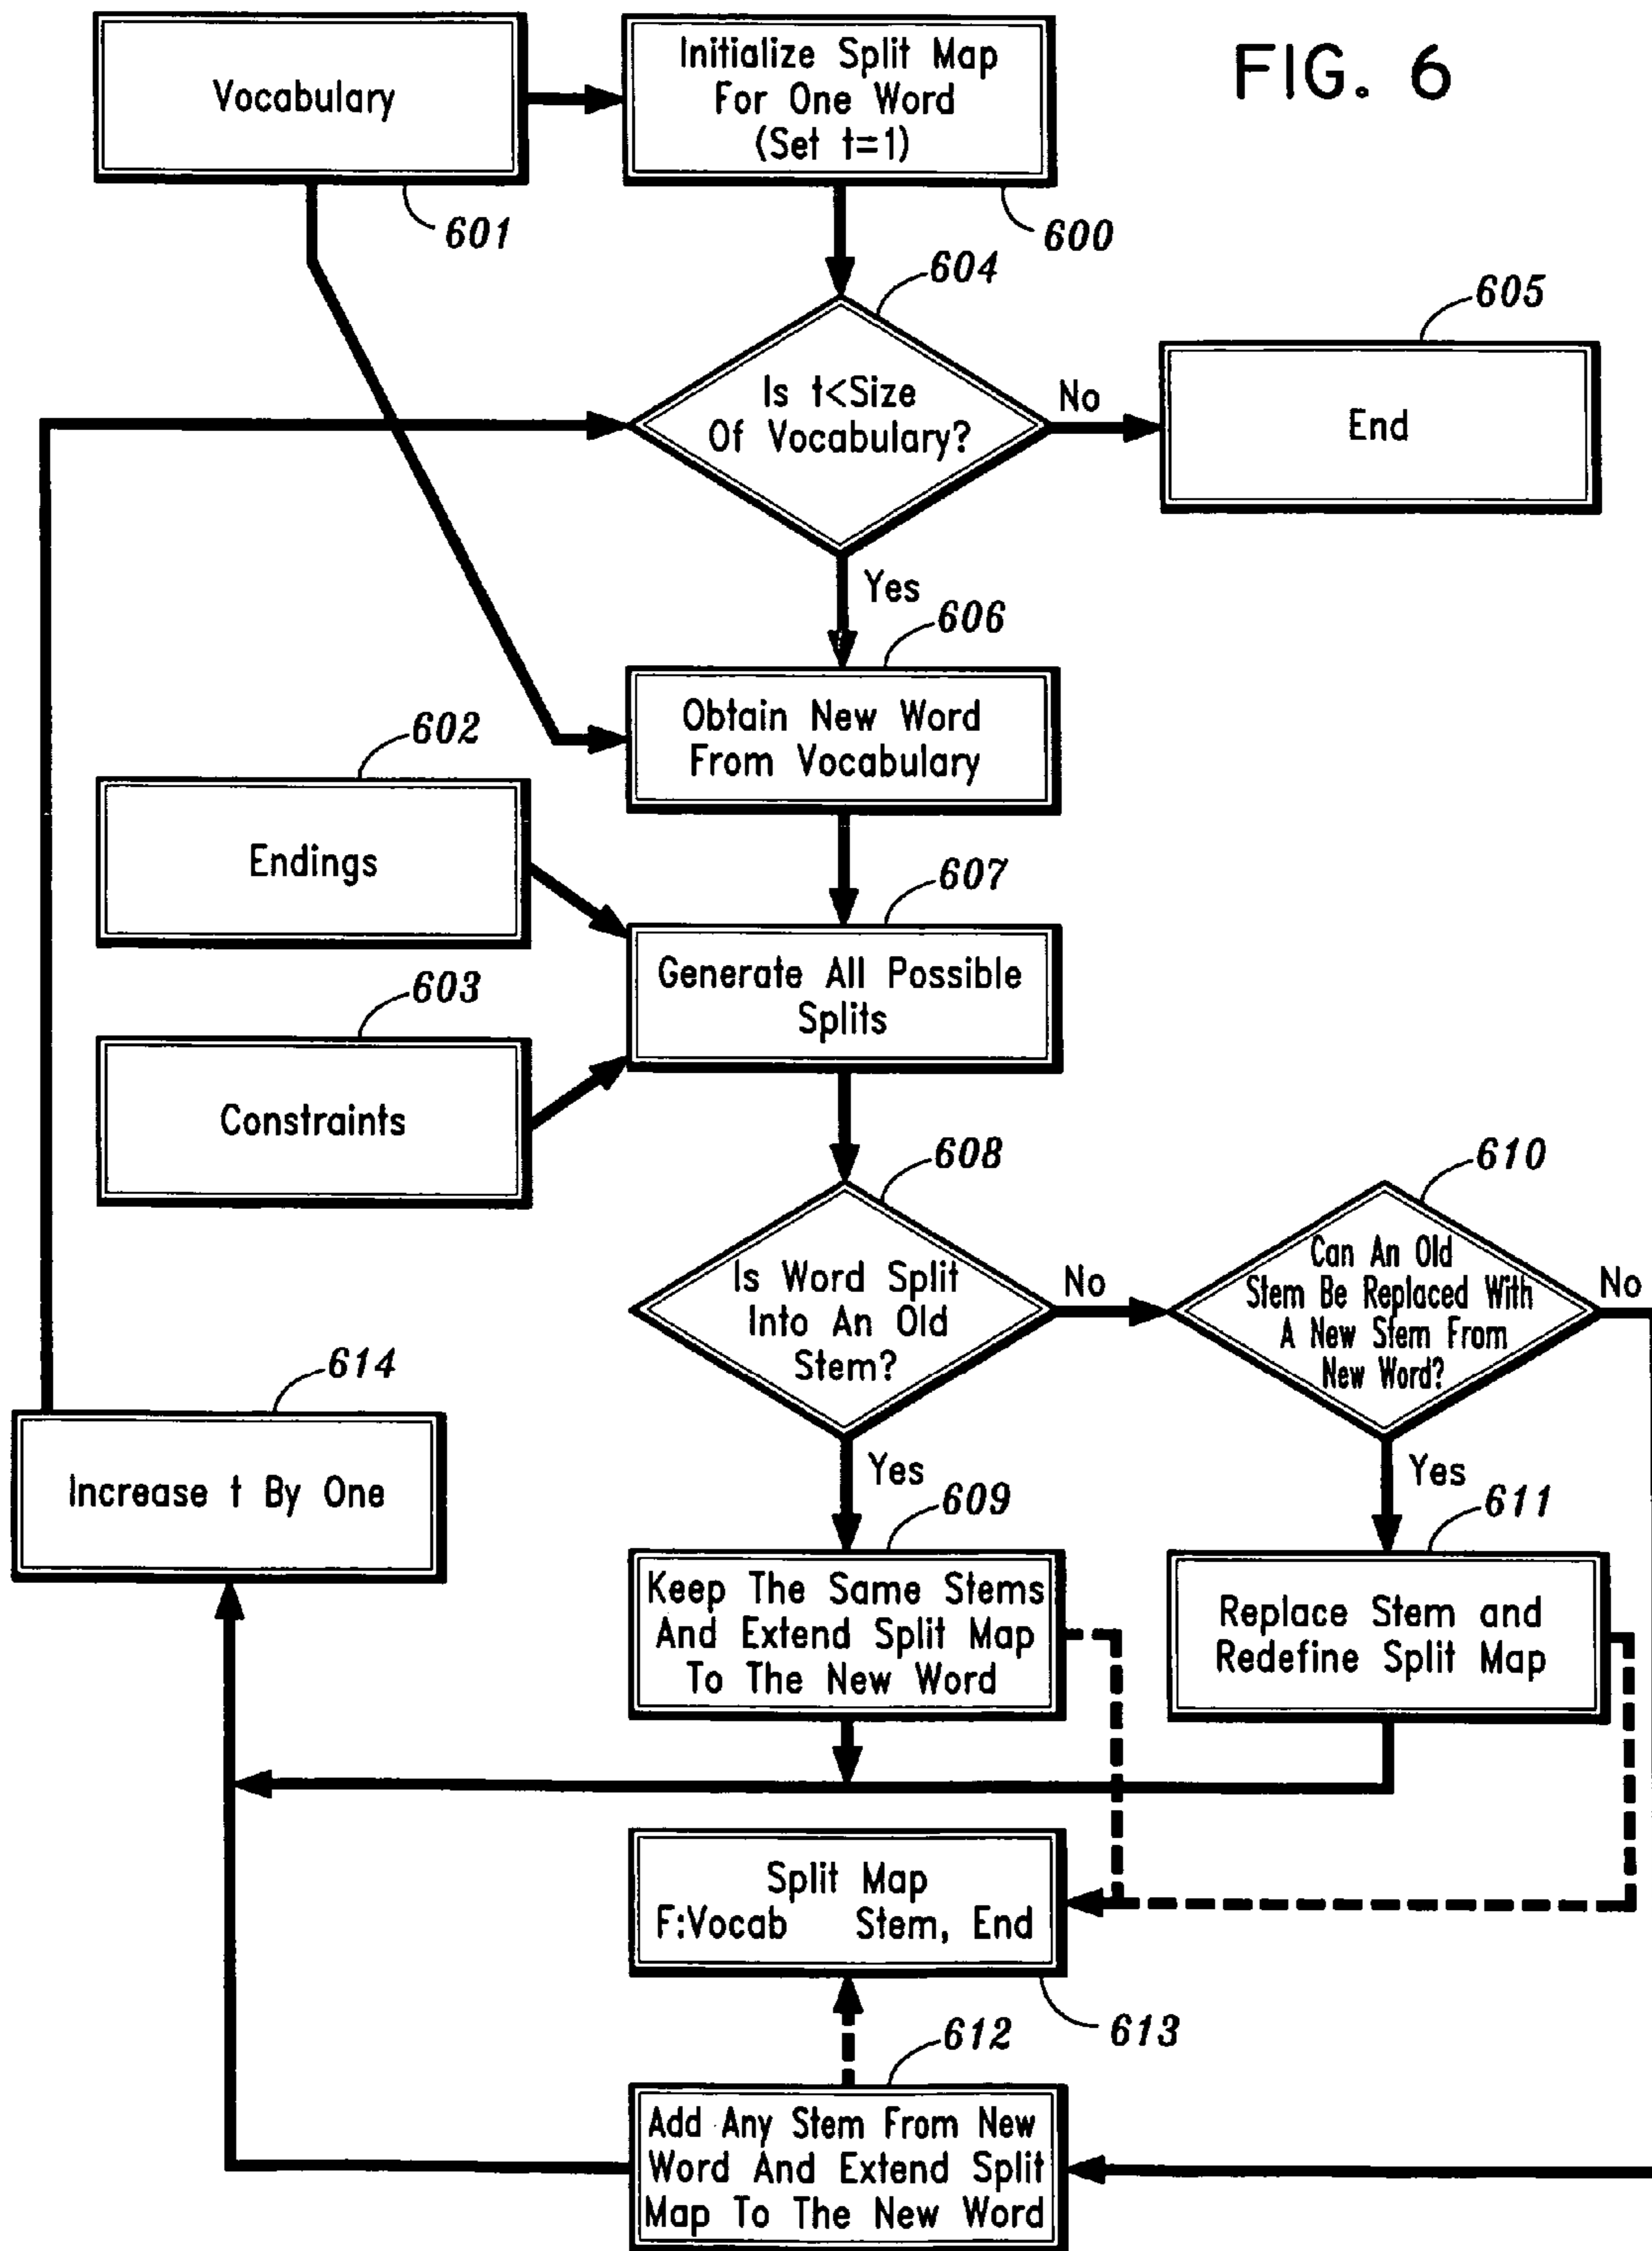 FIG. 6
Vocabulary
601
Initialize Split Map
For One Word
(Set t=1)
600
604
Is t<Size
Of Vocabulary?
No
605
End
Yes
606
Obtain New Word
From Vocabulary
602
Endings
607
Generate All Possible
Splits
603
Constraints
608
Is Word Split
Into An Old
Stem?
No
610
Can An Old
Stem Be Replaced With
A New Stem From
New Word?
No
614
Increase t By One
Yes
609
Keep The Same Stems
And Extend Split Map
To The New Word
Yes
611
Replace Stem and
Redefine Split Map
Split Map
F:Vocab Stem, End
613
612
Add Any Stem From New
Word And Extend Split
Map To The New Word